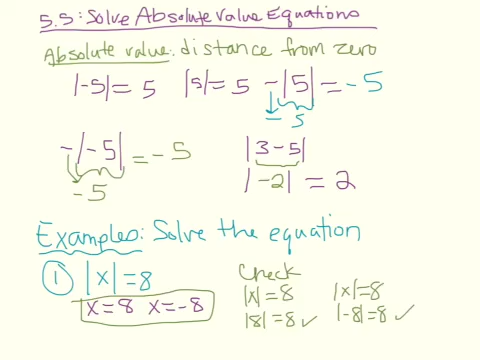 5.5: Solve Absolute Value Equations
Absolute value: distance from zero
|-5| = 5   |5| = 5   -|5| = -5
- 5
-|-5| = -5   |3-5|
-5   |-2| = 2
Examples: Solve the equation
① |x| = 8   Check
x=8 x=-8   |x|=8   |x|=8
|8|=8 ✓   |-8|=8 ✓